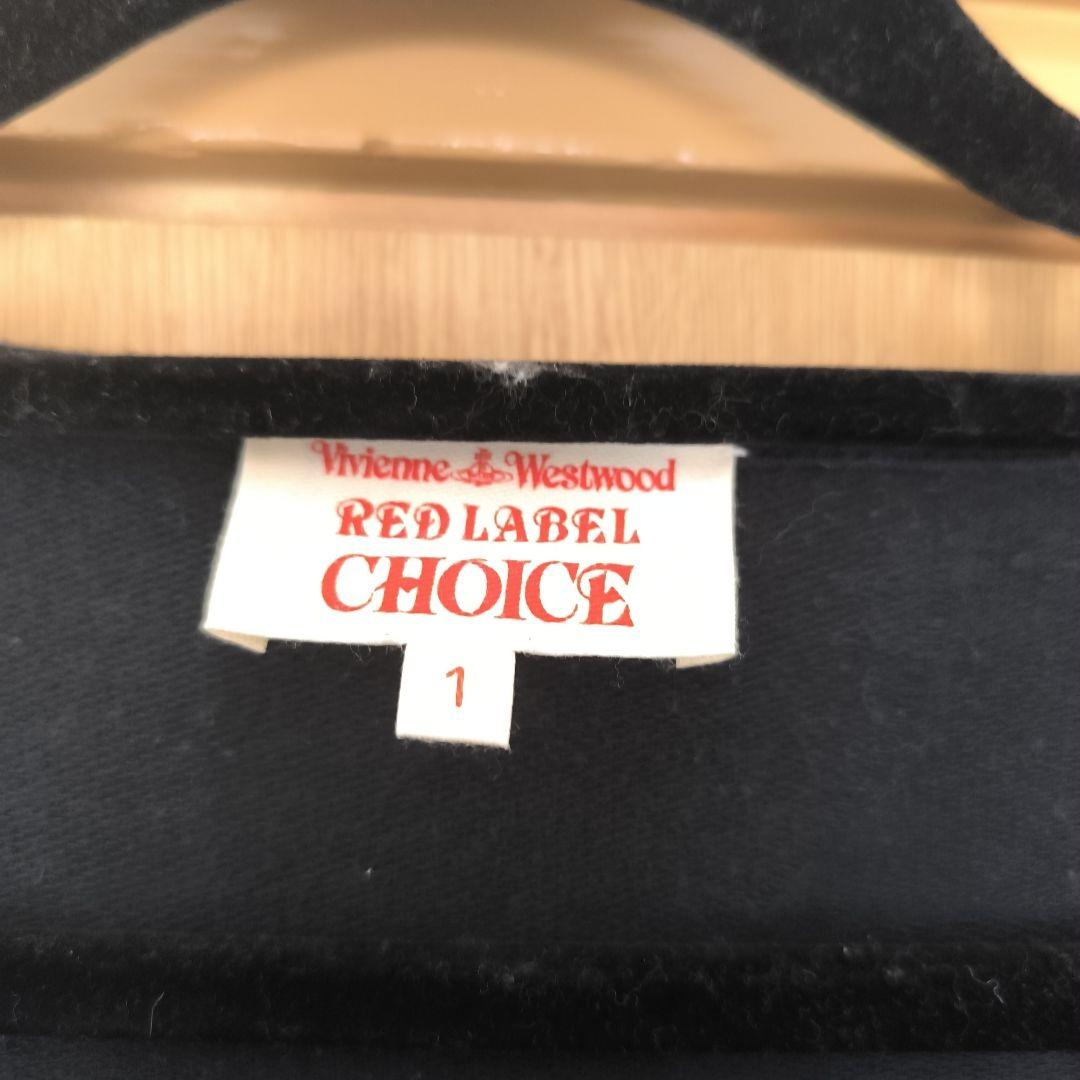 Vivienne Westwood
RED LABEL
CHOICE
1